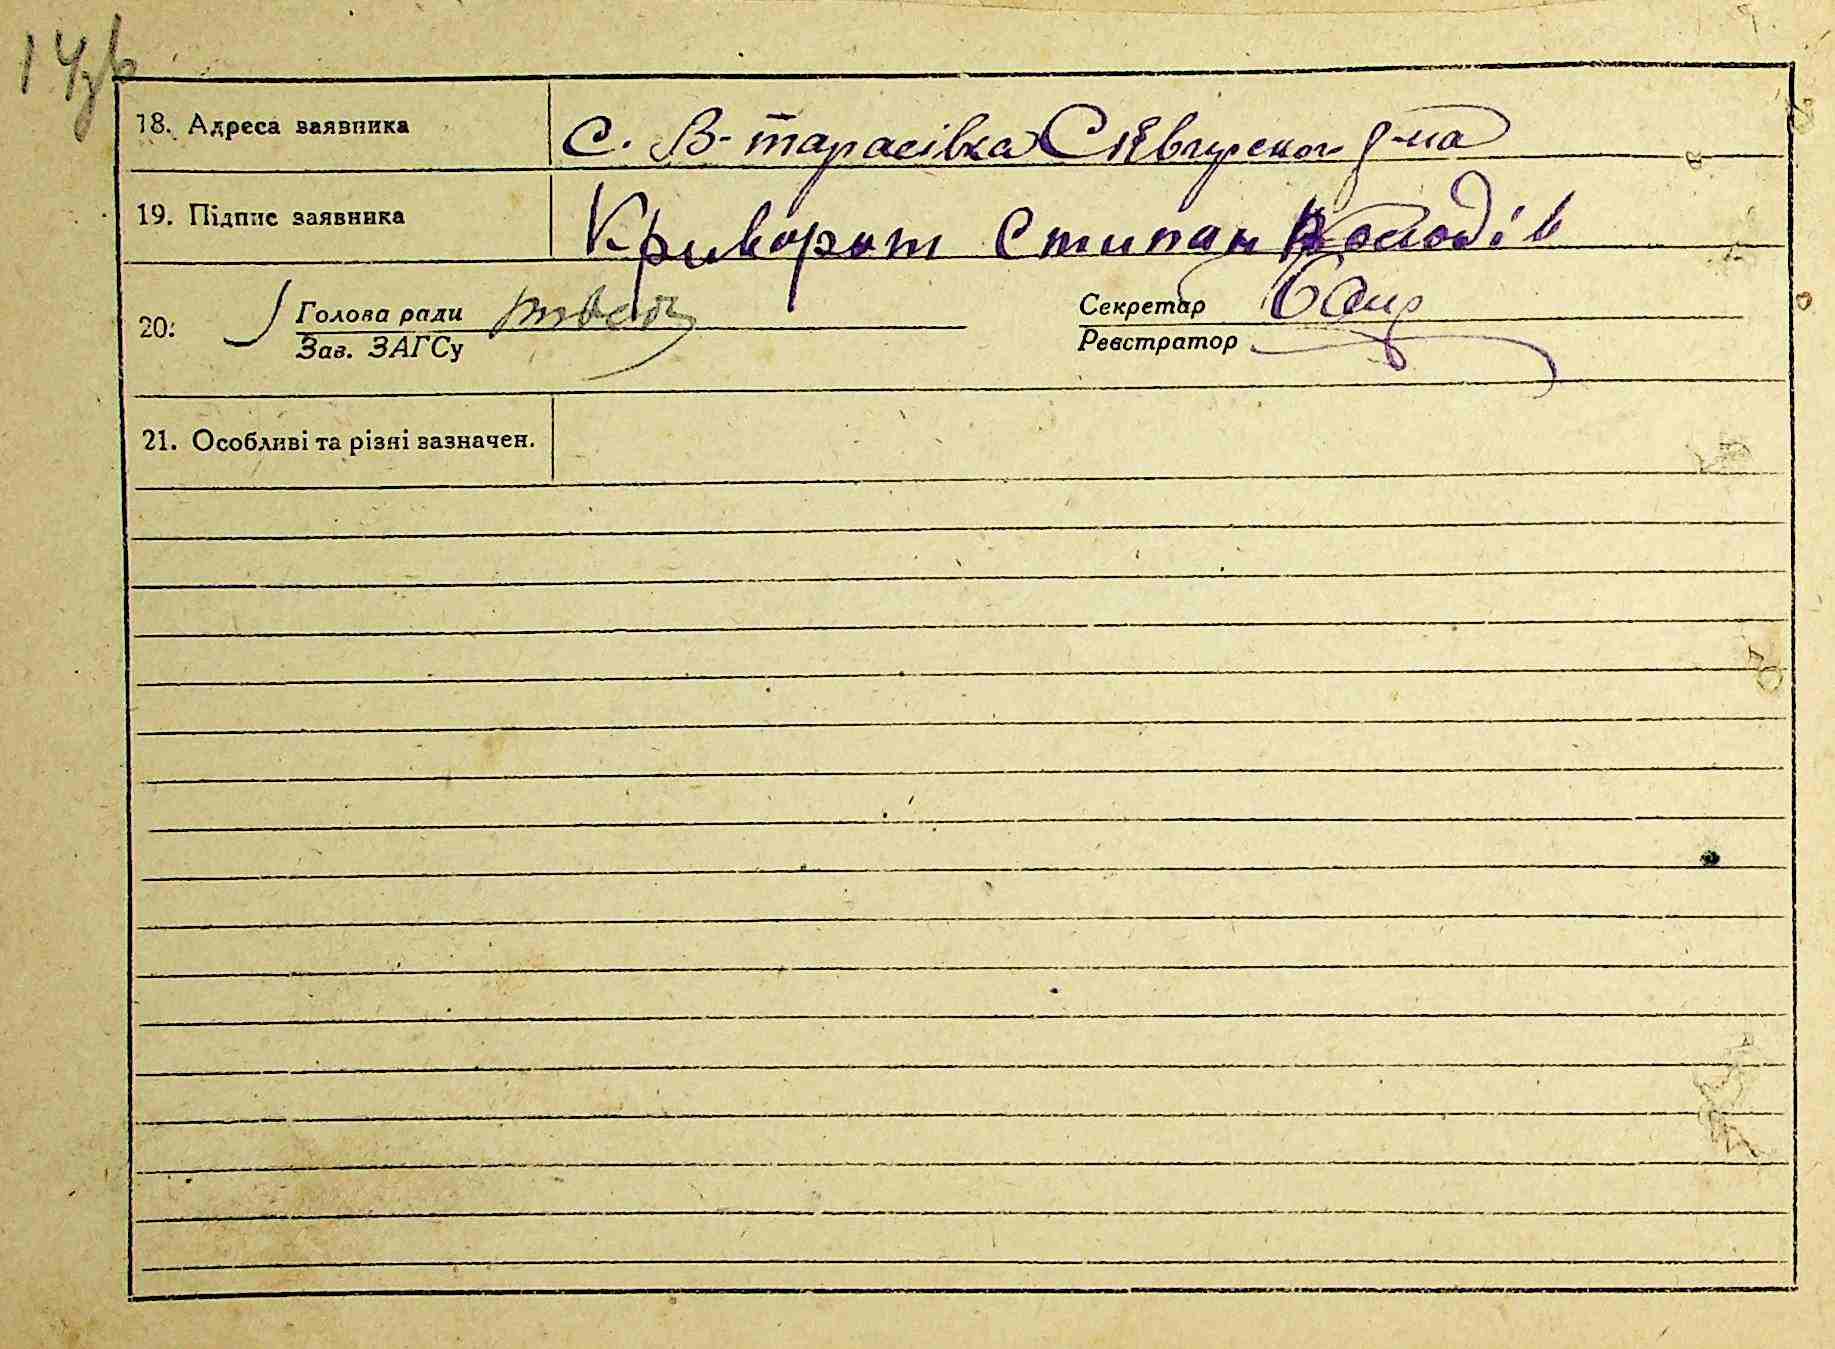 14зв
18. Адреса заявника с. В-Тарасівка Сквирського р-на
19. Підпис заявника Криворот Стипан
20: Голова ради Секретар
Зав. ЗАГСу Реєстратор
21. Особливі та різні зазначен.